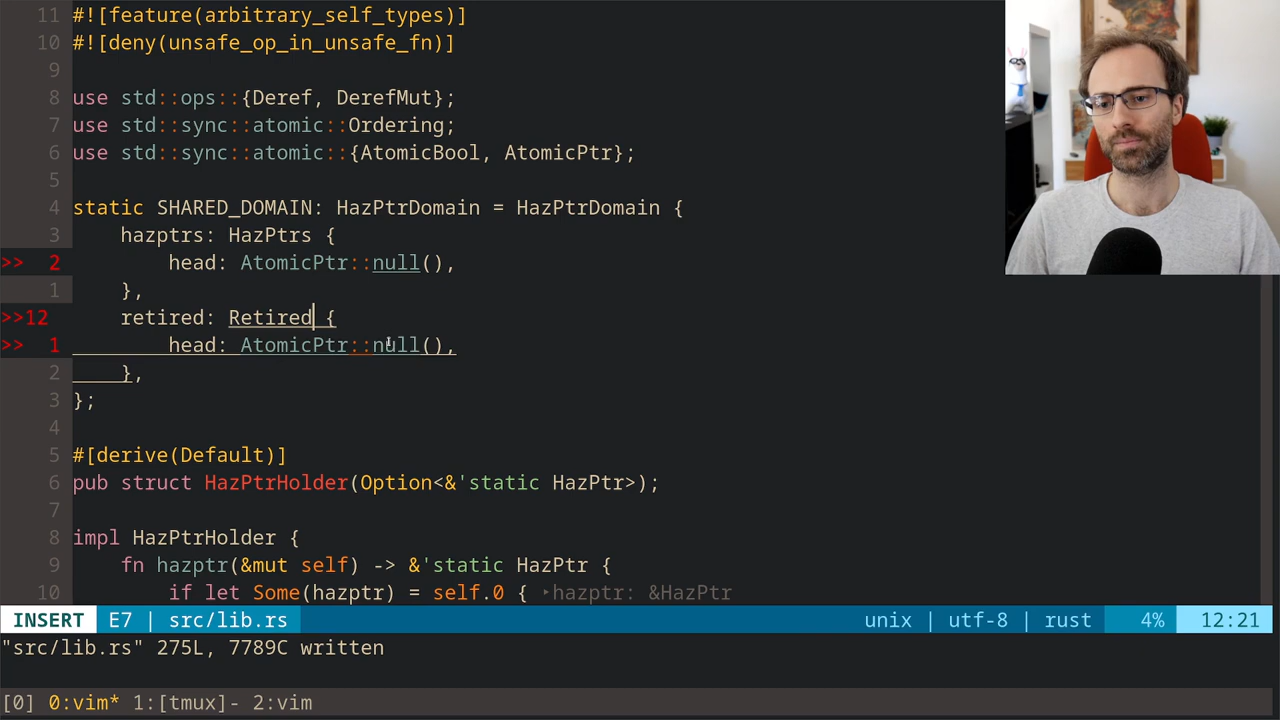 11 #![feature(arbitrary_self_types)]
10 #![deny(unsafe_op_in_unsafe_fn)]
9
8 use std::ops::{Deref, DerefMut};
7 use std::sync::atomic::Ordering;
6 use std::sync::atomic::{AtomicBool, AtomicPtr};
5
4 static SHARED_DOMAIN: HazPtrDomain = HazPtrDomain {
3     hazptrs: HazPtrs {
>> 2         head: AtomicPtr::null(),
1     },
>>12     retired: Retired {
>> 1         head: AtomicPtr::null(),
2     },
3 };
4
5 #[derive(Default)]
6 pub struct HazPtrHolder(Option<&'static HazPtr>);
7
8 impl HazPtrHolder {
9     fn hazptr(&mut self) -> &'static HazPtr {
10         if let Some(hazptr) = self.0 { ‣hazptr: &HazPtr
INSERT E7 | src/lib.rs unix | utf-8 | rust 4% 12:21
"src/lib.rs" 275L, 7789C written
[0] 0:vim* 1:[tmux]- 2:vim